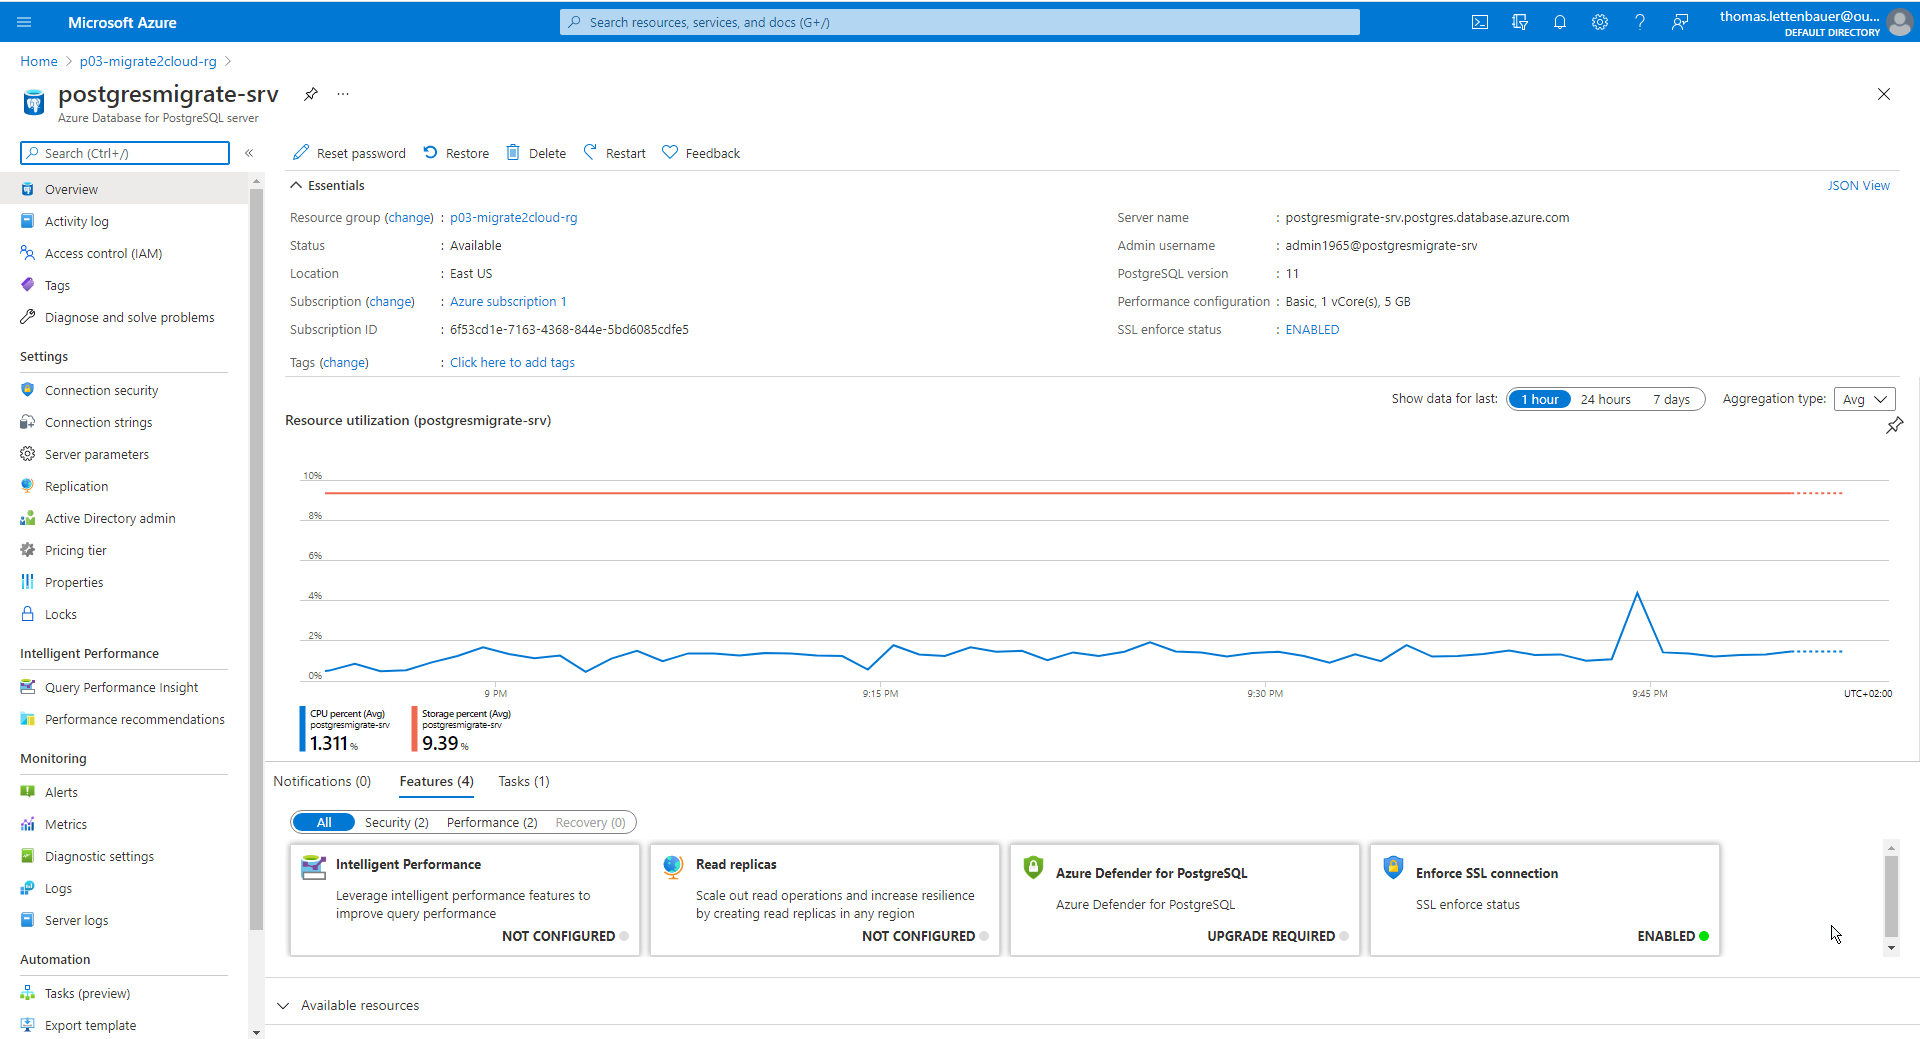 Microsoft Azure
Search resources, services, and docs (G+/)
thomas.lettenbauer@ou...
DEFAULT DIRECTORY
Home > p03-migrate2cloud-rg >
postgresmigrate-srv
Azure Database for PostgreSQL server
Search (Ctrl+/)
«
Overview
Activity log
Access control (IAM)
Tags
Diagnose and solve problems
Settings
Connection security
Connection strings
Server parameters
Replication
Active Directory admin
Pricing tier
Properties
Locks
Intelligent Performance
Query Performance Insight
Performance recommendations
Monitoring
Alerts
Metrics
Diagnostic settings
Logs
Server logs
Automation
Tasks (preview)
Export template
Reset password Restore Delete Restart Feedback
Essentials
JSON View
Resource group (change) : p03-migrate2cloud-rg
Status : Available
Location : East US
Subscription (change) : Azure subscription 1
Subscription ID : 6f53cd1e-7163-4368-844e-5bd6085cdfe5
Tags (change) : Click here to add tags
Server name : postgresmigrate-srv.postgres.database.azure.com
Admin username : admin1965@postgresmigrate-srv
PostgreSQL version : 11
Performance configuration : Basic, 1 vCore(s), 5 GB
SSL enforce status : ENABLED
Show data for last: 1 hour 24 hours 7 days Aggregation type: Avg
Resource utilization (postgresmigrate-srv)
10%
8%
6%
4%
2%
0%
9 PM 9:15 PM 9:30 PM 9:45 PM UTC+02:00
CPU percent (Avg)
postgresmigrate-srv
1.311 %
Storage percent (Avg)
postgresmigrate-srv
9.39 %
Notifications (0) Features (4) Tasks (1)
All Security (2) Performance (2) Recovery (0)
Intelligent Performance
Leverage intelligent performance features to
improve query performance
NOT CONFIGURED
Read replicas
Scale out read operations and increase resilience
by creating read replicas in any region
NOT CONFIGURED
Azure Defender for PostgreSQL
Azure Defender for PostgreSQL
UPGRADE REQUIRED
Enforce SSL connection
SSL enforce status
ENABLED
Available resources